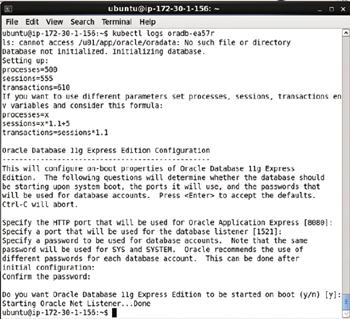 ubuntu@ip-172-30-1-156: ~
File Edit View Search Terminal Help
ubuntu@ip-172-30-1-156:~$ kubectl logs oradb-ea57r
ls: cannot access /u01/app/oracle/oradata: No such file or directory
Database not initialized. Initializing database.
Setting up:
processes=500
sessions=555
transactions=610
If you want to use different parameters set processes, sessions, transactions en
v variables and consider this formula:
processes=x
sessions=x*1.1+5
transactions=sessions*1.1
Oracle Database 11g Express Edition Configuration
-------------------------------------------------
This will configure on-boot properties of Oracle Database 11g Express
Edition. The following questions will determine whether the database should
be starting upon system boot, the ports it will use, and the passwords that
will be used for database accounts. Press <Enter> to accept the defaults.
Ctrl-C will abort.
Specify the HTTP port that will be used for Oracle Application Express [8080]:
Specify a port that will be used for the database listener [1521]:
Specify a password to be used for database accounts. Note that the same
password will be used for SYS and SYSTEM. Oracle recommends the use of
different passwords for each database account. This can be done after
initial configuration:
Confirm the password:
Do you want Oracle Database 11g Express Edition to be started on boot (y/n) [y]:
Starting Oracle Net Listener...Done
ubuntu@ip-172-30-1-156:~$